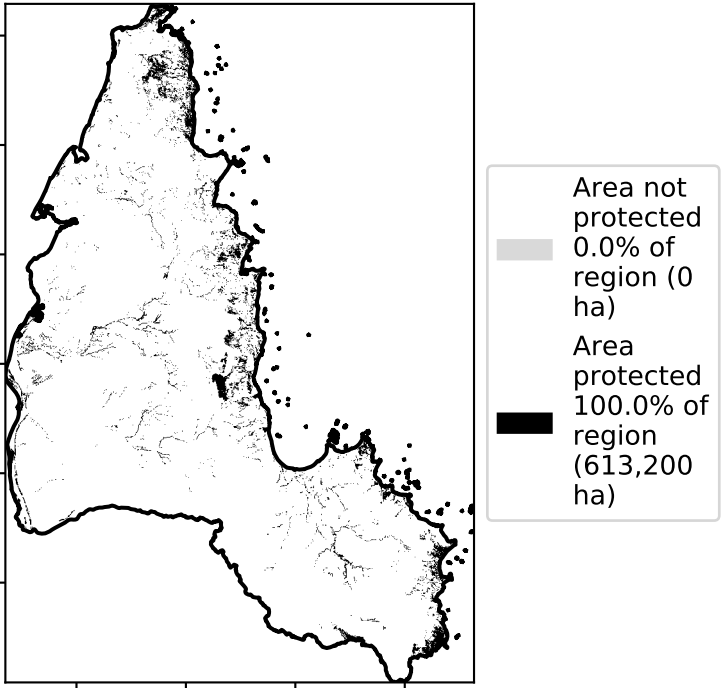 Area not
protected
0.0% of
region (0
ha)
Area
protected
100.0% of
region
(613,200
ha)